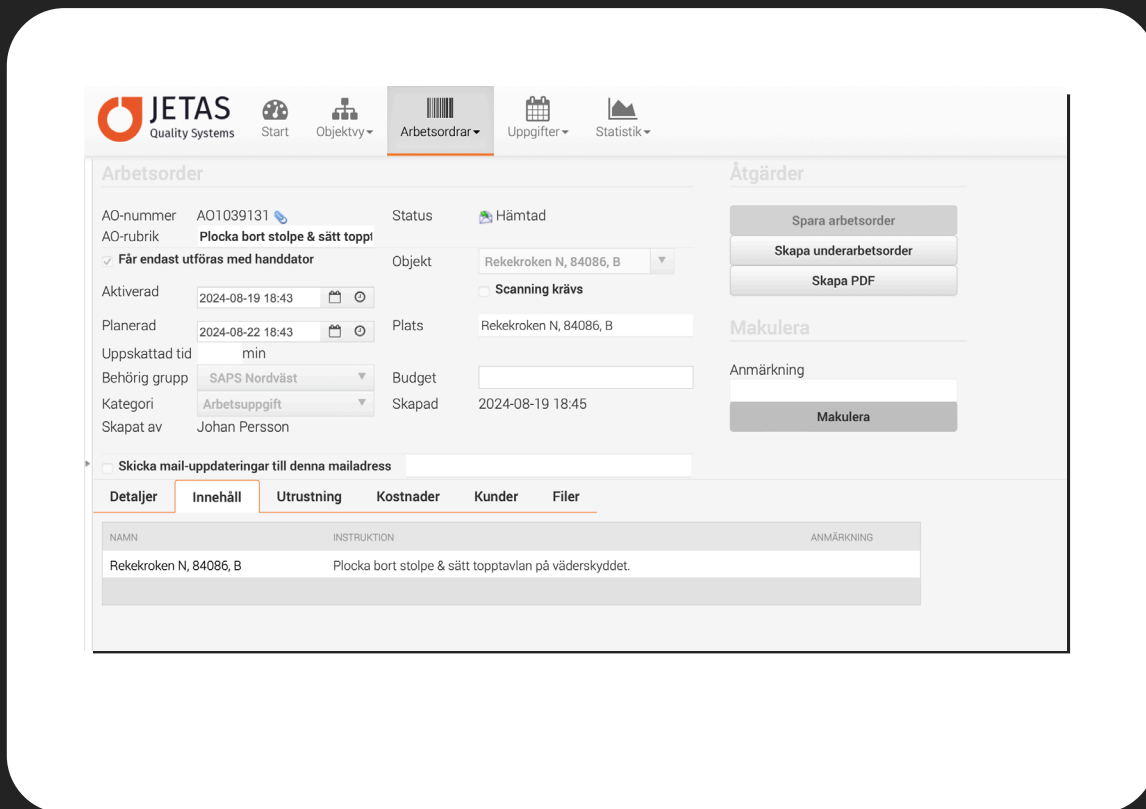 JETAS
Quality Systems
Start
Objektvy
Arbetsordrar
Uppgifter
Statistik
Arbetsorder
Åtgärder
AO-nummer AO1039131 Status Hämtad
AO-rubrik Plocka bort stolpe & sätt toppt
Får endast utföras med handdator
Objekt Rekekroken N, 84086, B
Scanning krävs
Aktiverad 2024-08-19 18:43
Planerad 2024-08-22 18:43
Plats Rekekroken N, 84086, B
Uppskattad tid min
Behörig grupp SAPS Nordväst
Budget
Kategori Arbetsuppgift
Skapad 2024-08-19 18:45
Skapat av Johan Persson
Spara arbetsorder
Skapa underarbetsorder
Skapa PDF
Makulera
Anmärkning
Makulera
Skicka mail-uppdateringar till denna mailadress
Detaljer Innehåll Utrustning Kostnader Kunder Filer
NAMN INSTRUKTION ANMÄRKNING
Rekekroken N, 84086, B Plocka bort stolpe & sätt topptavlan på väderskyddet.